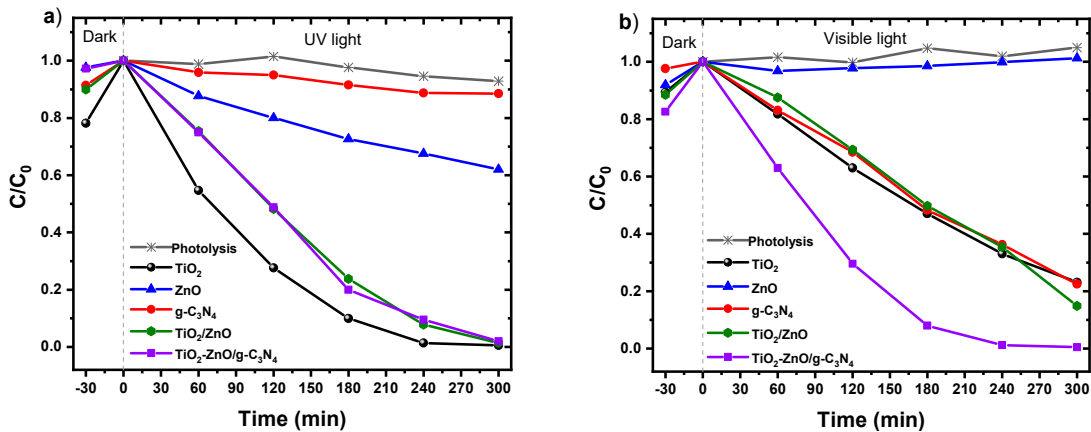 a)
Dark
UV light
C/C₀
1.0
0.8
0.6
0.4
0.2
0.0
Photolysis
TiO₂
ZnO
g-C₃N₄
TiO₂/ZnO
TiO₂-ZnO/g-C₃N₄
-30 0 30 60 90 120 150 180 210 240 270 300
Time (min)
b)
Dark
Visible light
C/C₀
1.0
0.8
0.6
0.4
0.2
0.0
Photolysis
TiO₂
ZnO
g-C₃N₄
TiO₂/ZnO
TiO₂-ZnO/g-C₃N₄
-30 0 30 60 90 120 150 180 210 240 270 300
Time (min)